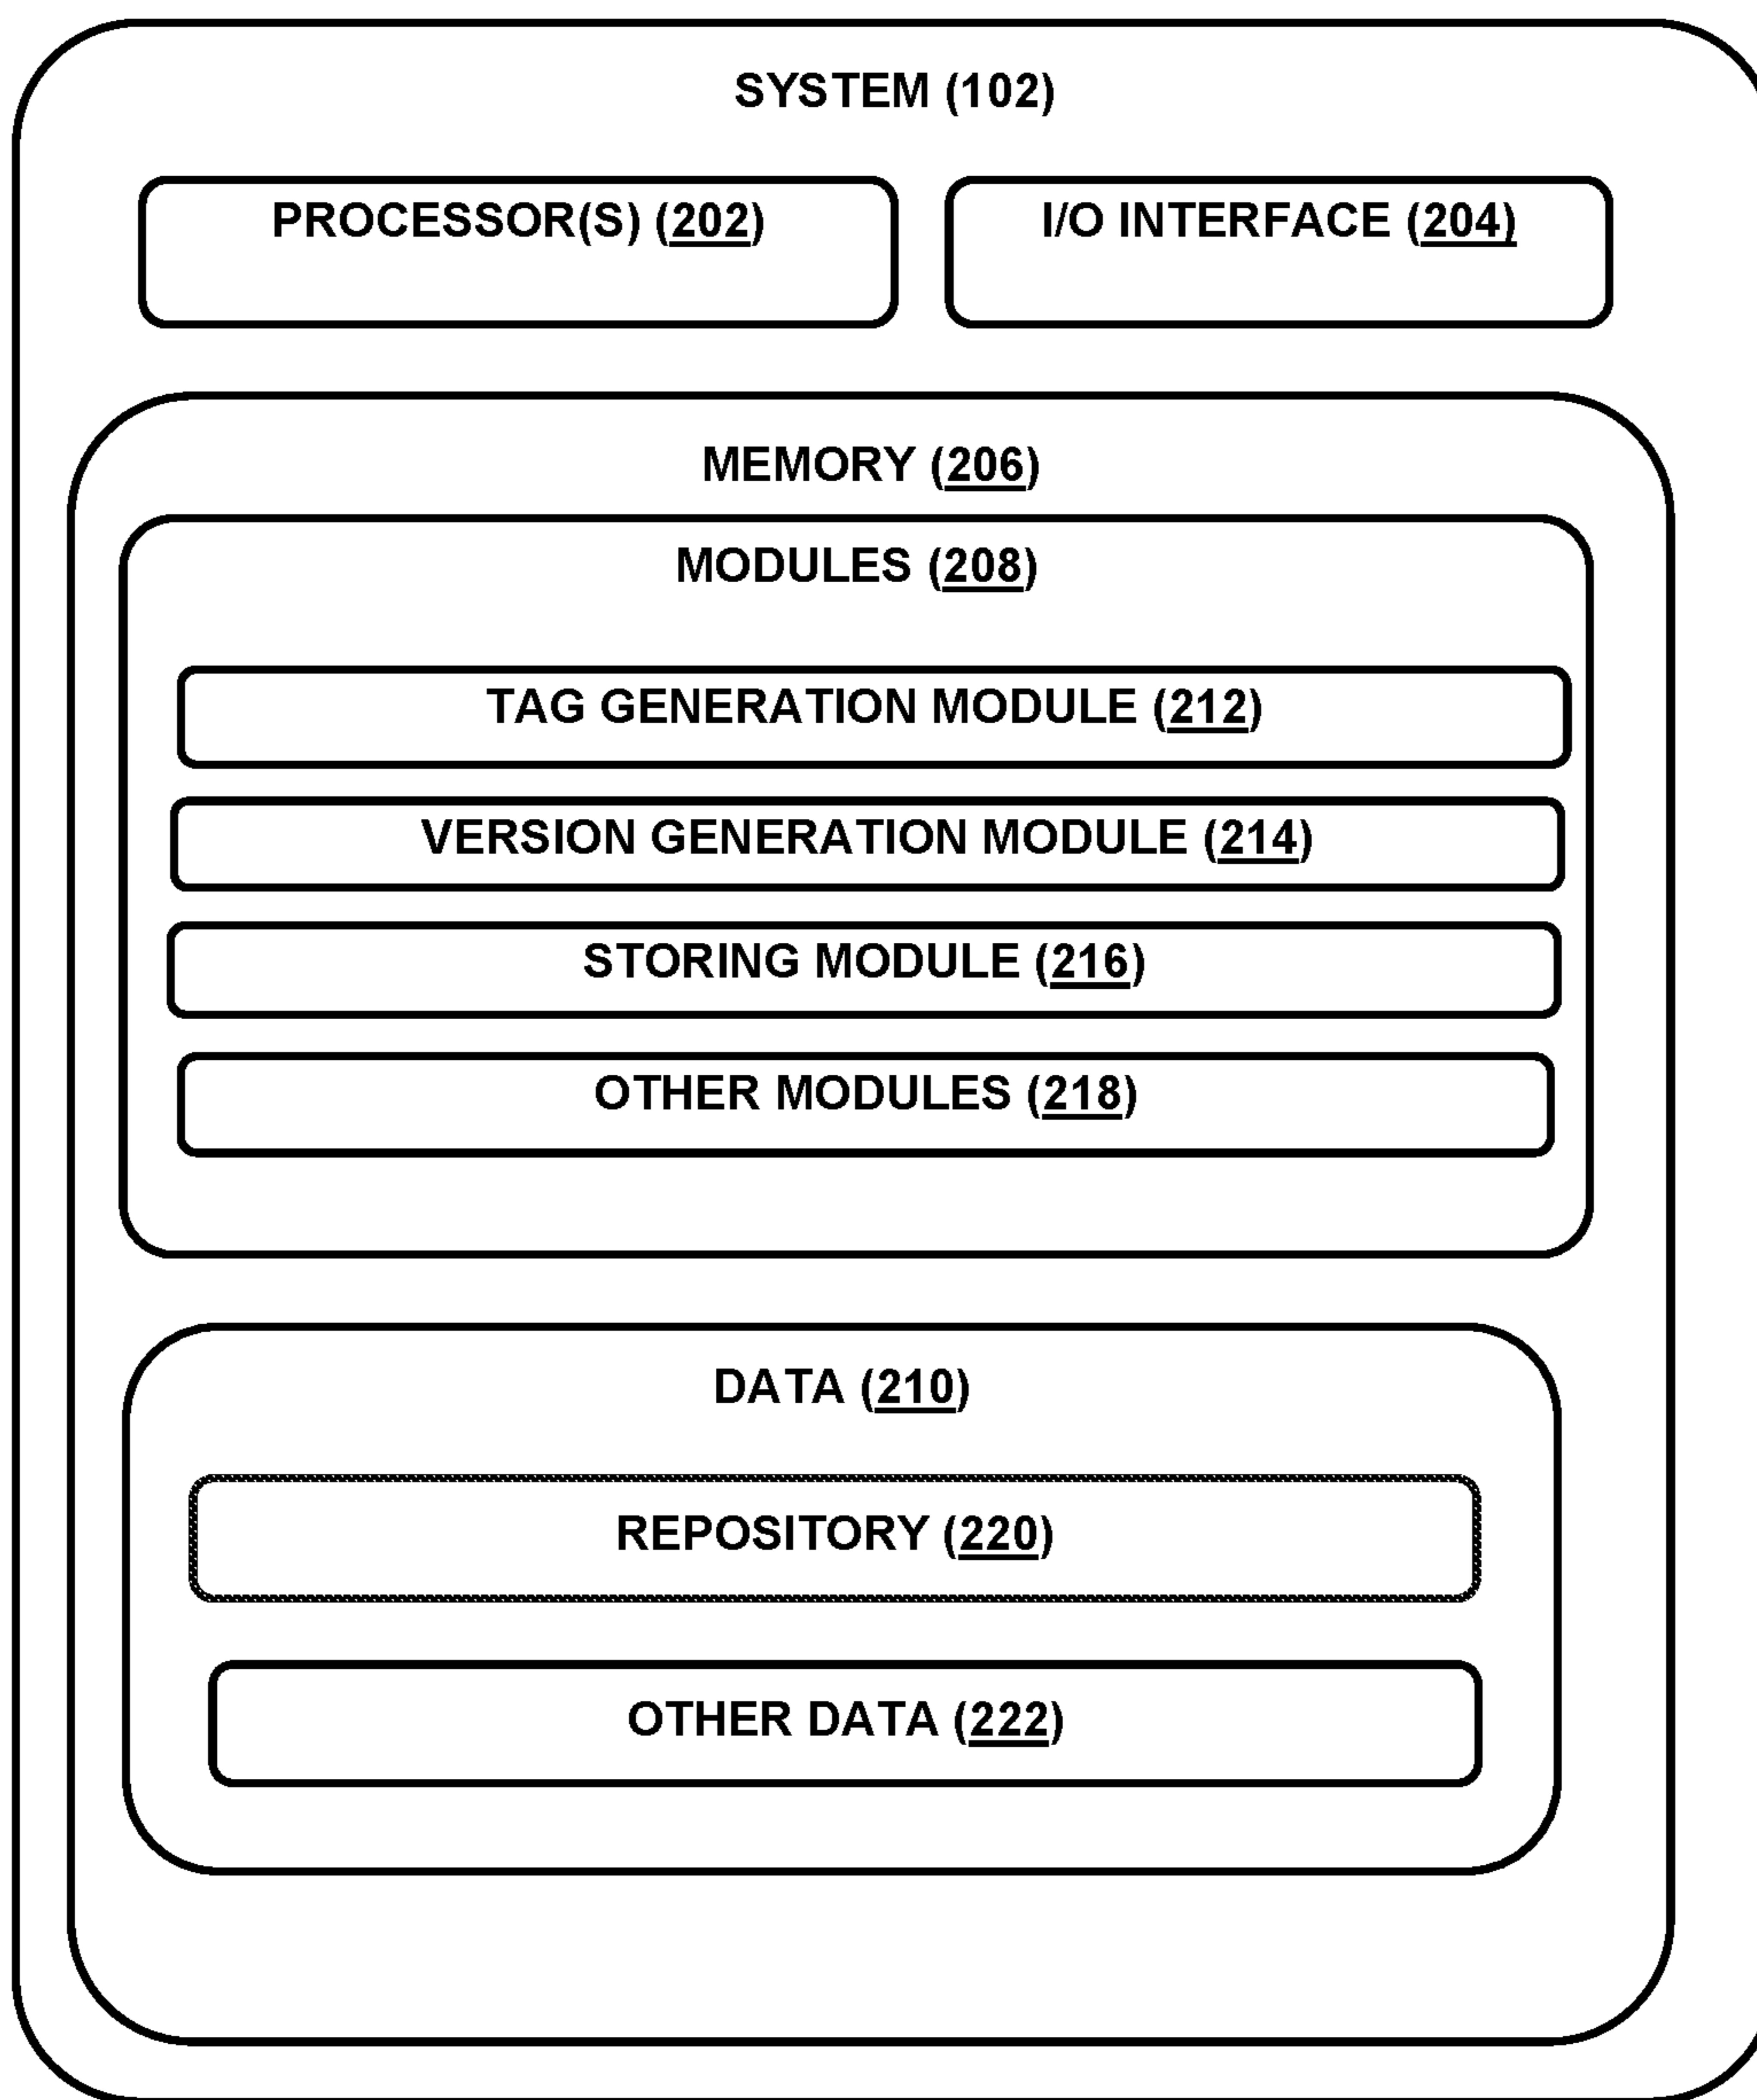 SYSTEM (102)
PROCESSOR(S) (202)
I/O INTERFACE (204)
MEMORY (206)
MODULES (208)
TAG GENERATION MODULE (212)
VERSION GENERATION MODULE (214)
STORING MODULE (216)
OTHER MODULES (218)
DATA (210)
REPOSITORY (220)
OTHER DATA (222)